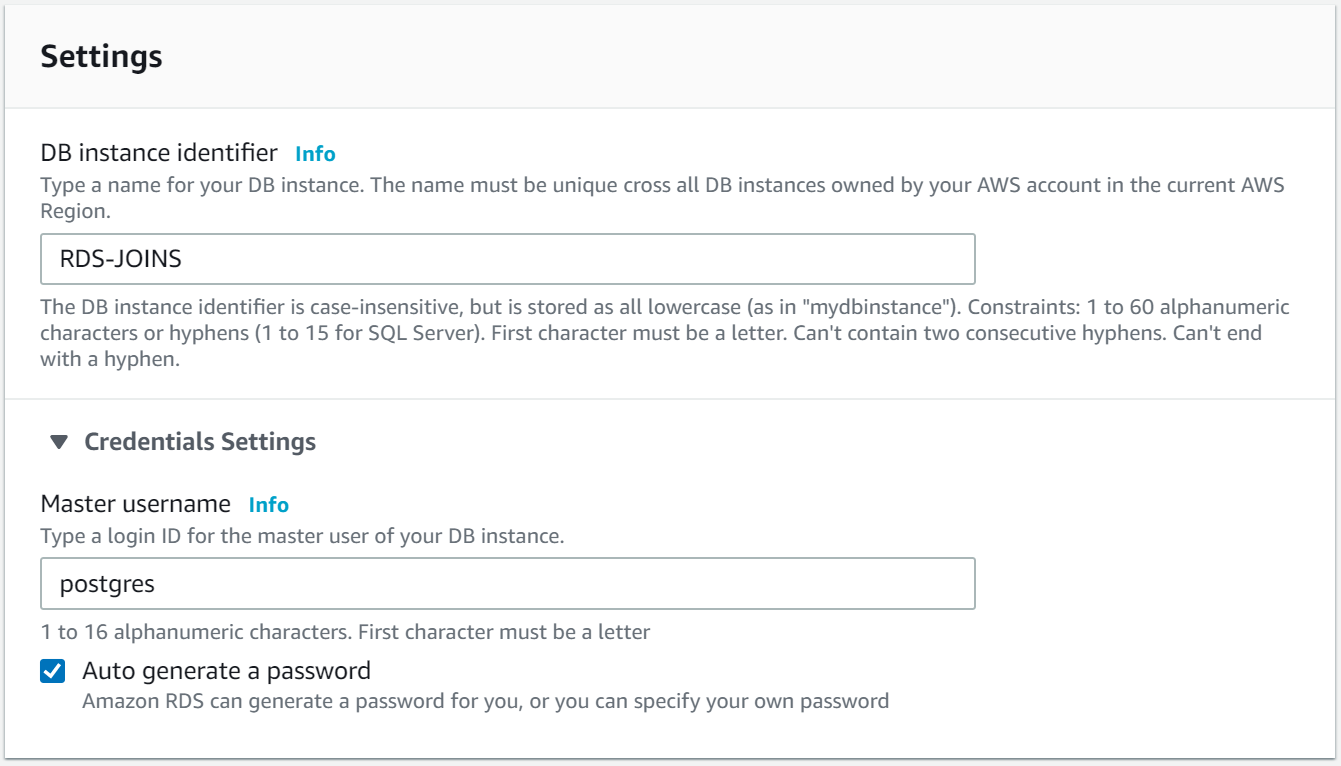 Settings
DB instance identifier Info
Type a name for your DB instance. The name must be unique cross all DB instances owned by your AWS account in the current AWS
Region.
RDS-JOINS
The DB instance identifier is case-insensitive, but is stored as all lowercase (as in "mydbinstance"). Constraints: 1 to 60 alphanumeric
characters or hyphens (1 to 15 for SQL Server). First character must be a letter. Can't contain two consecutive hyphens. Can't end
with a hyphen.
Credentials Settings
Master username Info
Type a login ID for the master user of your DB instance.
postgres
1 to 16 alphanumeric characters. First character must be a letter
Auto generate a password
Amazon RDS can generate a password for you, or you can specify your own password